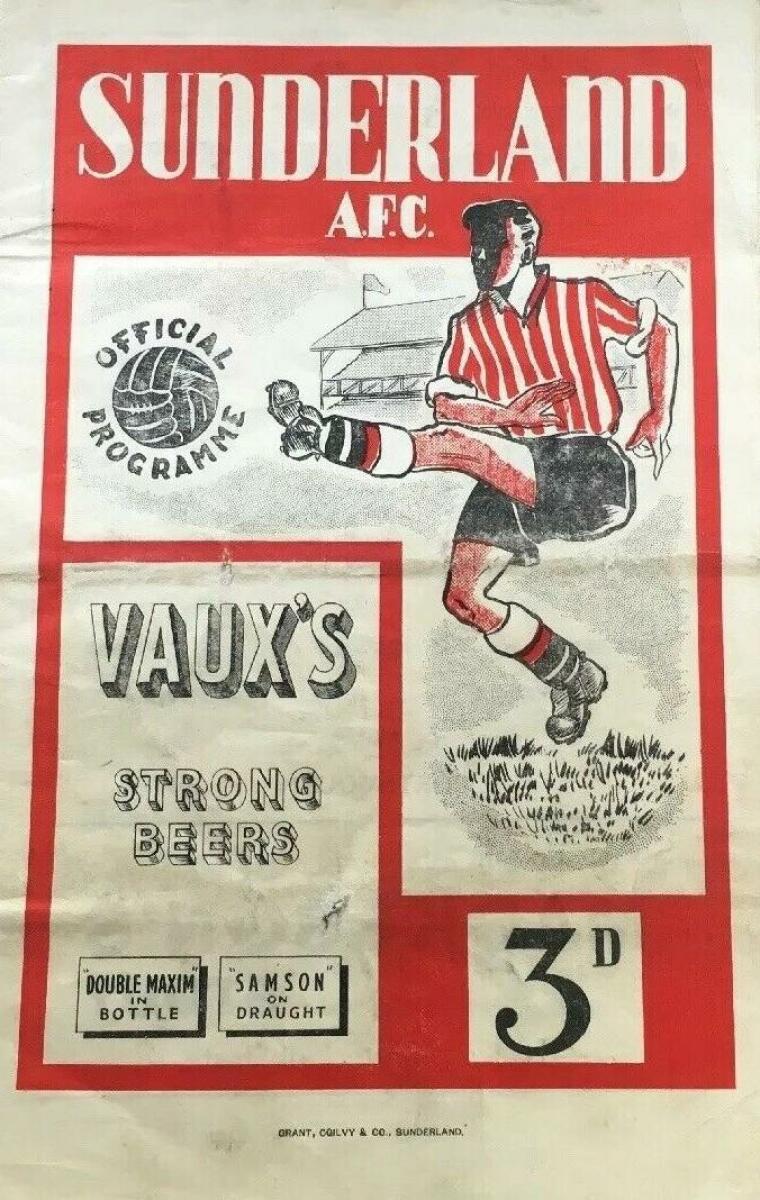 SUNDERLAND
A.F.C.
OFFICIAL
PROGRAMME
VAUX'S
STRONG
BEERS
"DOUBLE MAXIM"
IN
BOTTLE
"SAMSON"
ON
DRAUGHT
3D
GRANT, OGILVY & CO., SUNDERLAND.